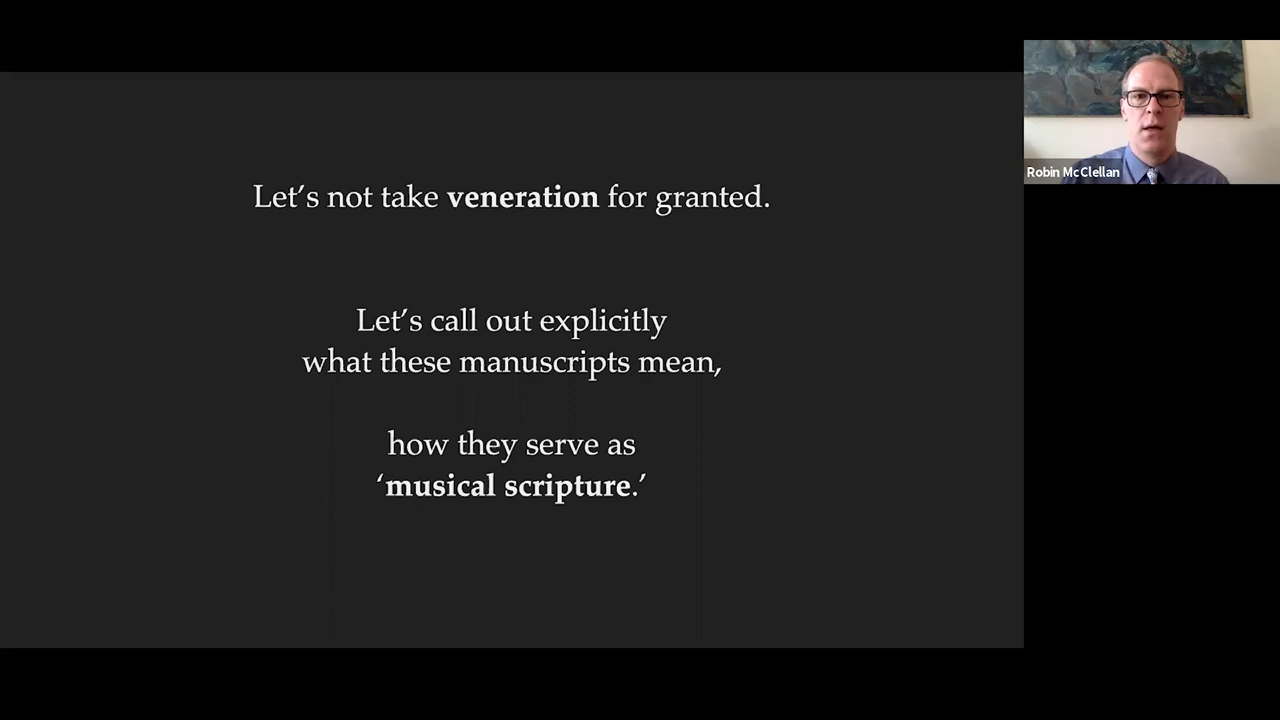 Let’s not take veneration for granted.
Let’s call out explicitly
what these manuscripts mean,
how they serve as
‘musical scripture.’
Robin McClellan